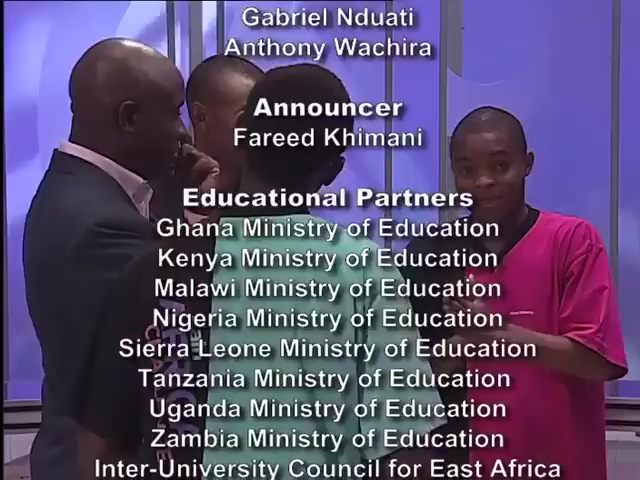 Gabriel Nduati
Anthony Wachira
Announcer
Fareed Khimani
Educational Partners
Ghana Ministry of Education
Kenya Ministry of Education
Malawi Ministry of Education
Nigeria Ministry of Education
Sierra Leone Ministry of Education
Tanzania Ministry of Education
Uganda Ministry of Education
Zambia Ministry of Education
Inter-University Council for East Africa